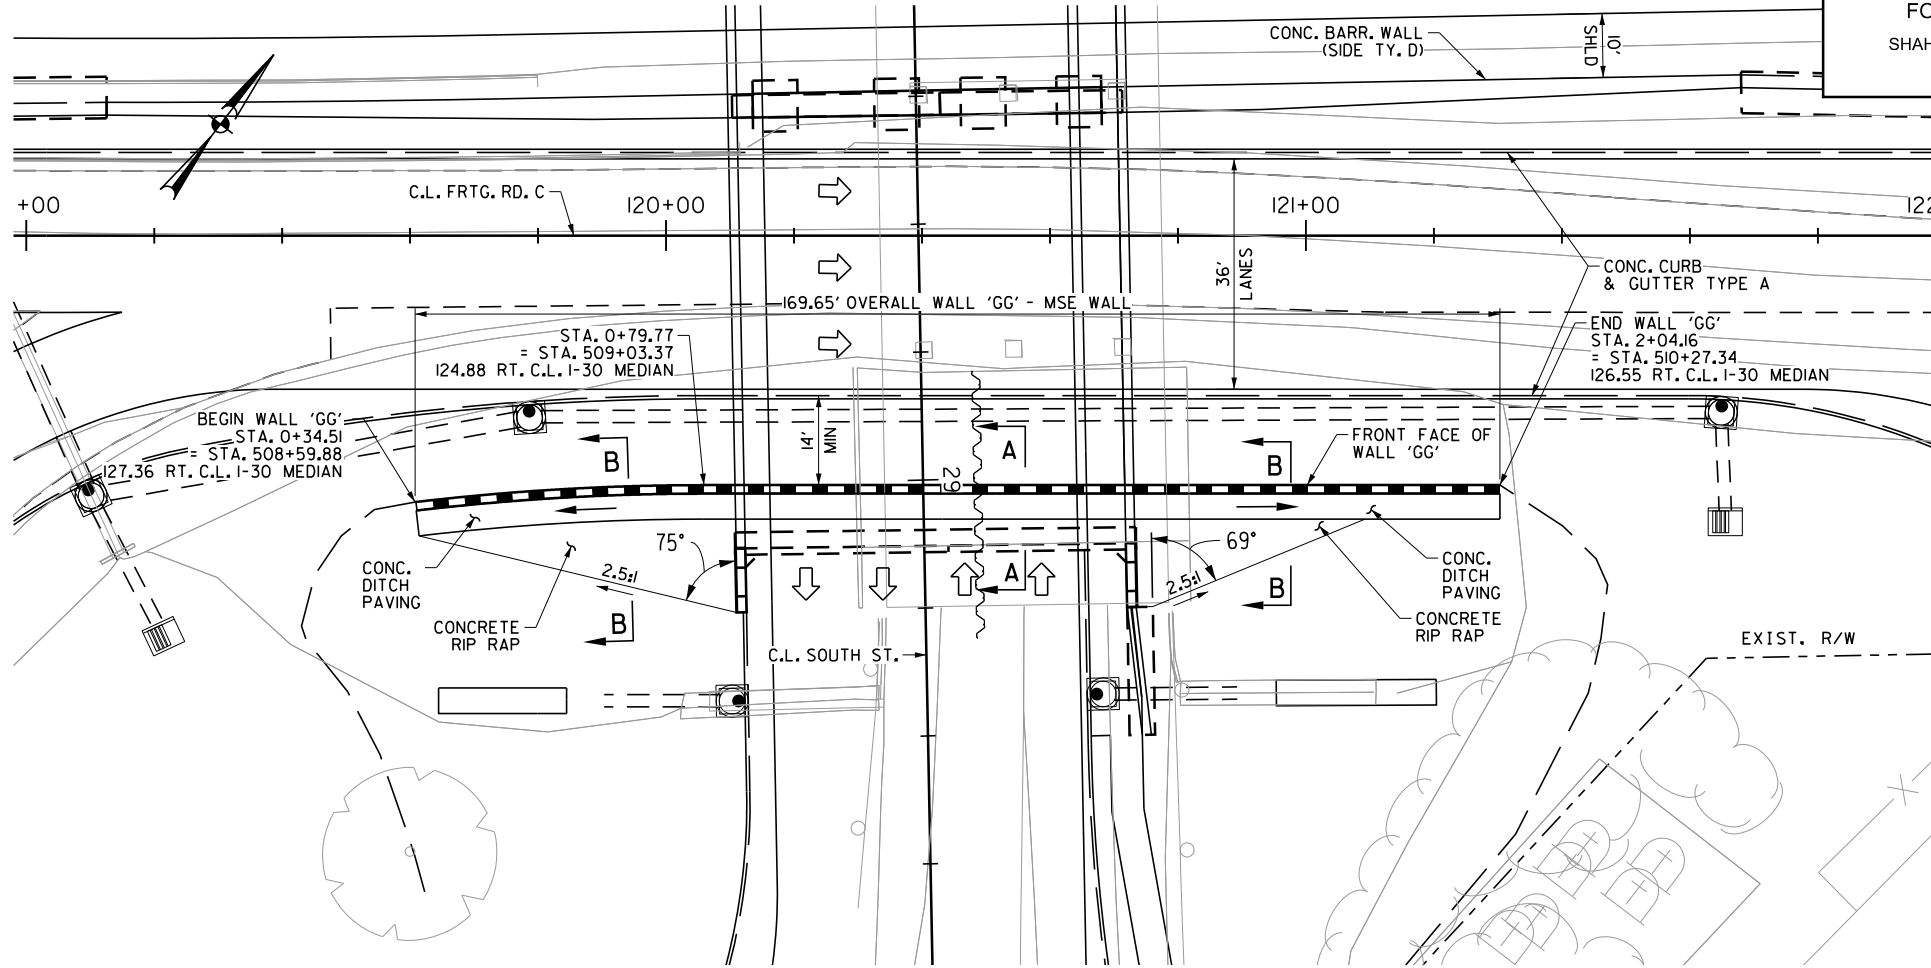 FO
SHAH
CONC. BARR. WALL
(SIDE TY. D)
10'
SHLD
C.L. FRTG. RD. C
+00
120+00
121+00
122
36'
LANES
CONC. CURB
& GUTTER TYPE A
169.65' OVERALL WALL 'GG' - MSE WALL
STA. 0+79.77
= STA. 509+03.37
124.88 RT. C.L. I-30 MEDIAN
END WALL 'GG'
STA. 2+04.16
= STA. 510+27.34
126.55 RT. C.L. I-30 MEDIAN
BEGIN WALL 'GG'
STA. 0+34.51
= STA. 508+59.88
127.36 RT. C.L. I-30 MEDIAN
14'
MIN
B
A
B
FRONT FACE OF
WALL 'GG'
29
75°
69°
CONC.
DITCH
PAVING
2.5:1
A
2.5:1
B
CONC.
DITCH
PAVING
CONCRETE
RIP RAP
B
CONCRETE
RIP RAP
C.L. SOUTH ST.
EXIST. R/W